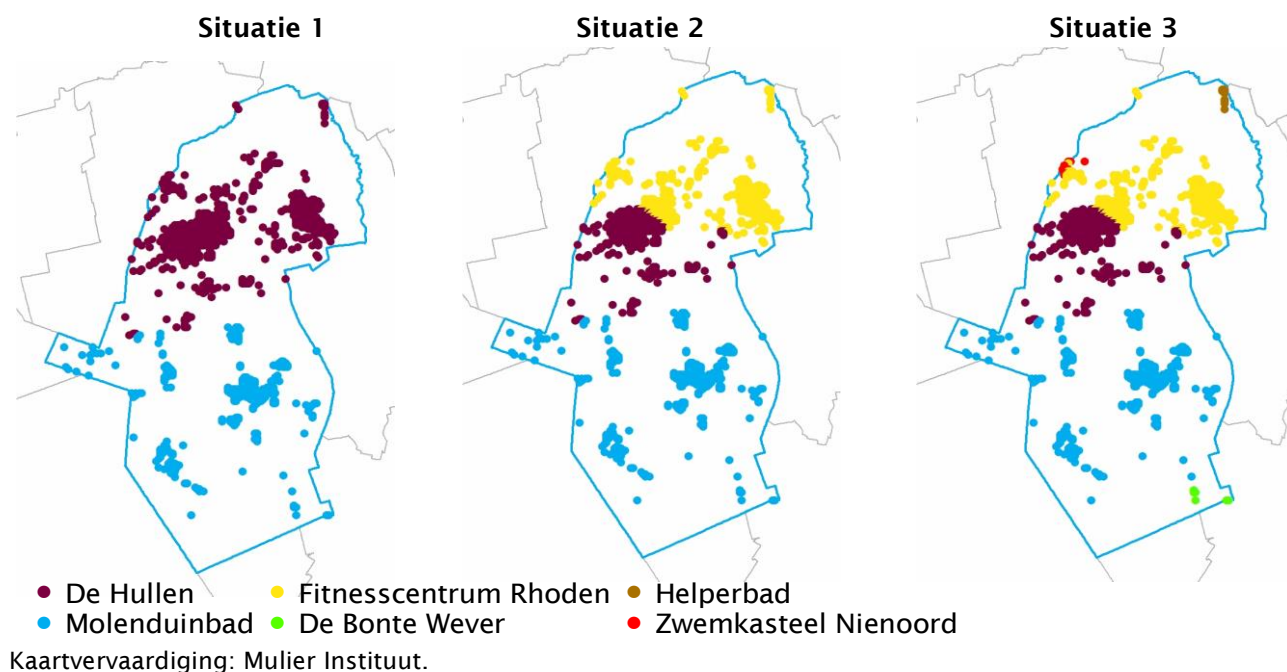 Situatie 1 Situatie 2 Situatie 3
De Hullen Fitnesscentrum Rhoden Helperbad
Molenduinbad De Bonte Wever Zwemkasteel Nienoord
Kaartvervaardiging: Mulier Instituut.